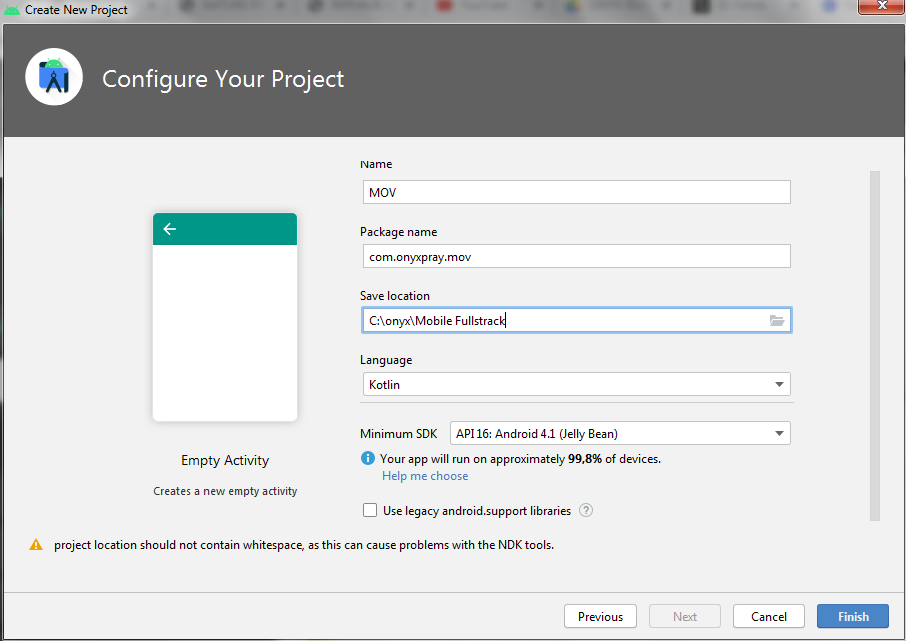 Create New Project
Configure Your Project
Name
MOV
Package name
com.onyxpray.mov
Save location
C:\onyx\Mobile Fullstrack
Language
Kotlin
Minimum SDK
API 16: Android 4.1 (Jelly Bean)
Your app will run on approximately 99,8% of devices.
Help me choose
Use legacy android.support libraries ?
Empty Activity
Creates a new empty activity
project location should not contain whitespace, as this can cause problems with the NDK tools.
Previous Next Cancel Finish